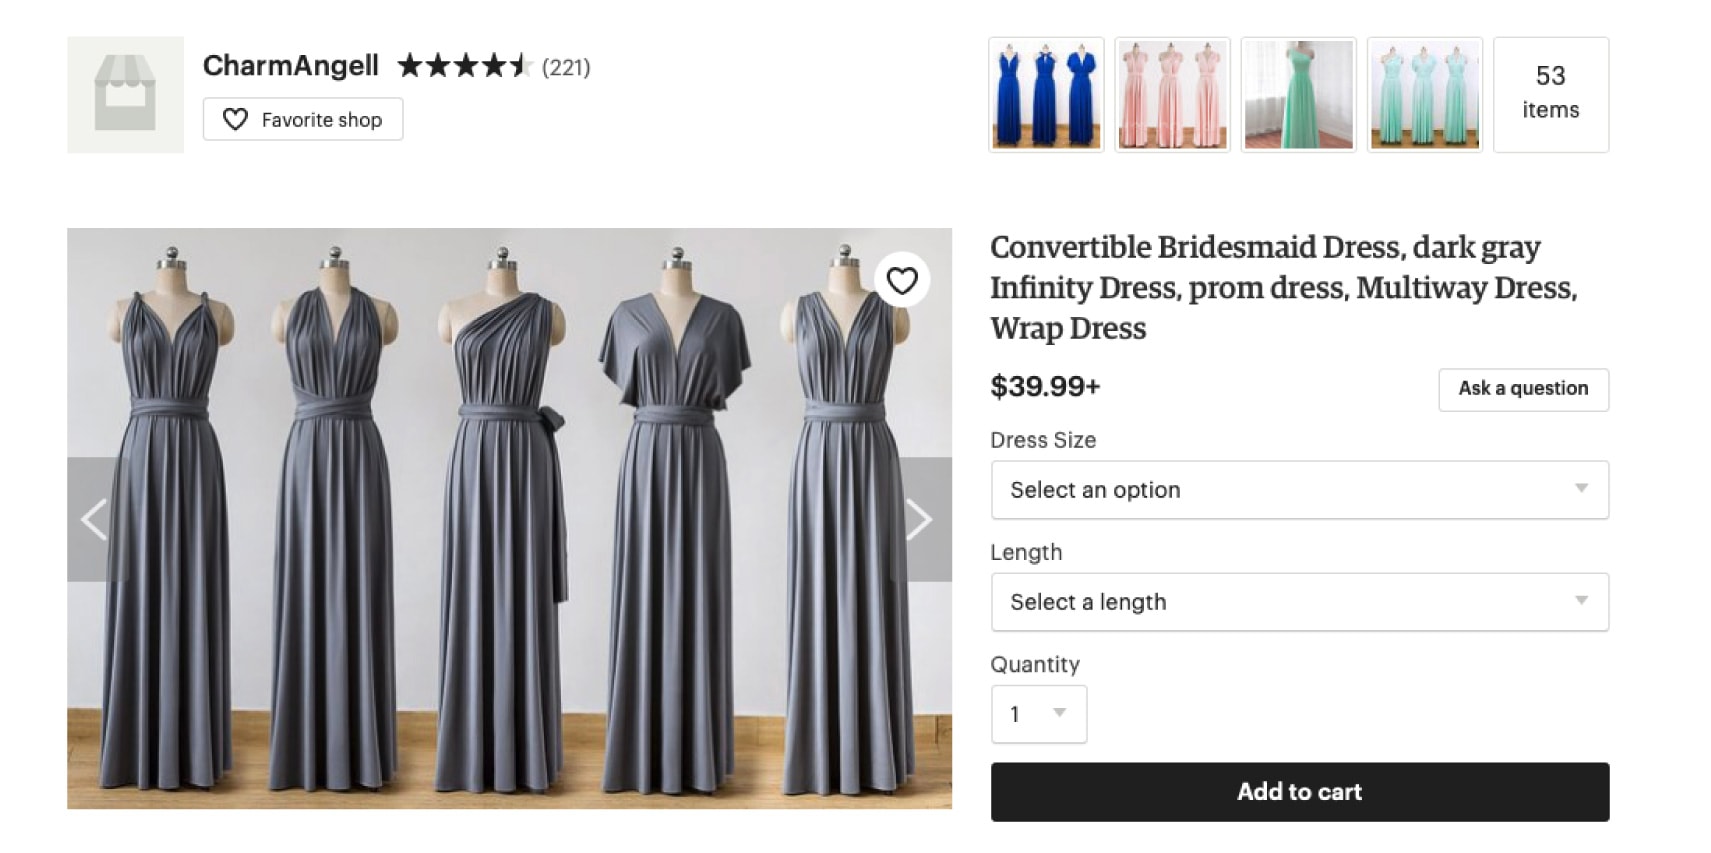 CharmAngell ★★★★★ (221)
Favorite shop
53
items
Convertible Bridesmaid Dress, dark gray
Infinity Dress, prom dress, Multiway Dress,
Wrap Dress
$39.99+
Ask a question
Dress Size
Select an option
Length
Select a length
Quantity
1
Add to cart